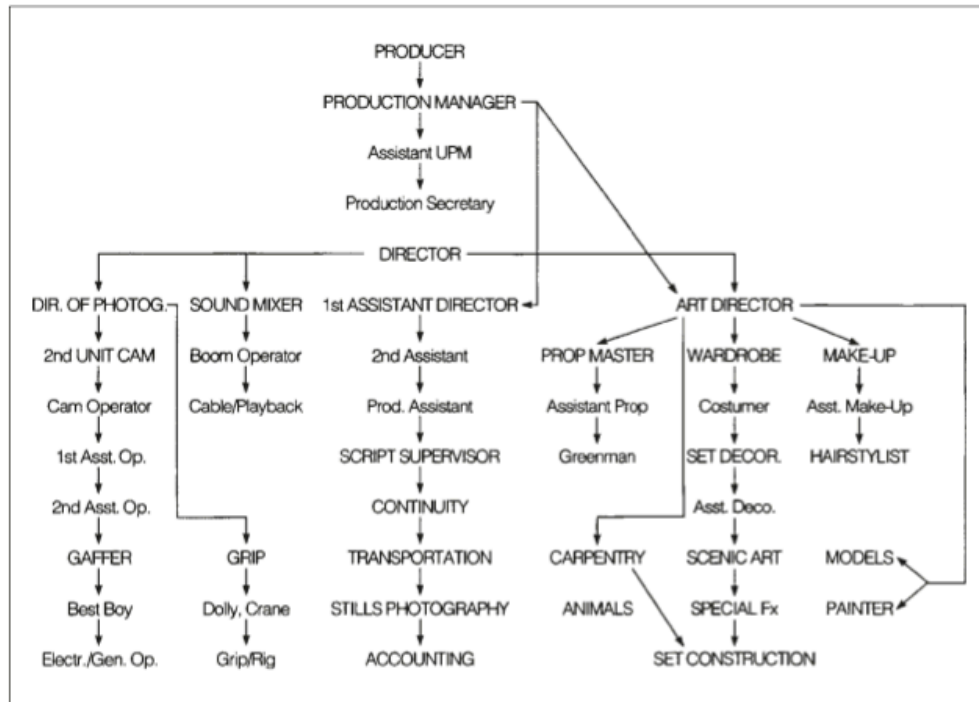 PRODUCER
PRODUCTION MANAGER
Assistant UPM
Production Secretary
DIRECTOR
DIR. OF PHOTOG. SOUND MIXER 1st ASSISTANT DIRECTOR ART DIRECTOR
2nd UNIT CAM Boom Operator 2nd Assistant PROP MASTER WARDROBE MAKE-UP
Cam Operator Cable/Playback Prod. Assistant Assistant Prop Costumer Asst. Make-Up
1st Asst. Op. SCRIPT SUPERVISOR Greenman SET DECOR. HAIRSTYLIST
2nd Asst. Op. CONTINUITY Asst. Deco.
GAFFER GRIP TRANSPORTATION CARPENTRY SCENIC ART MODELS
Best Boy Dolly, Crane STILLS PHOTOGRAPHY ANIMALS SPECIAL Fx PAINTER
Electr./Gen. Op. Grip/Rig ACCOUNTING SET CONSTRUCTION